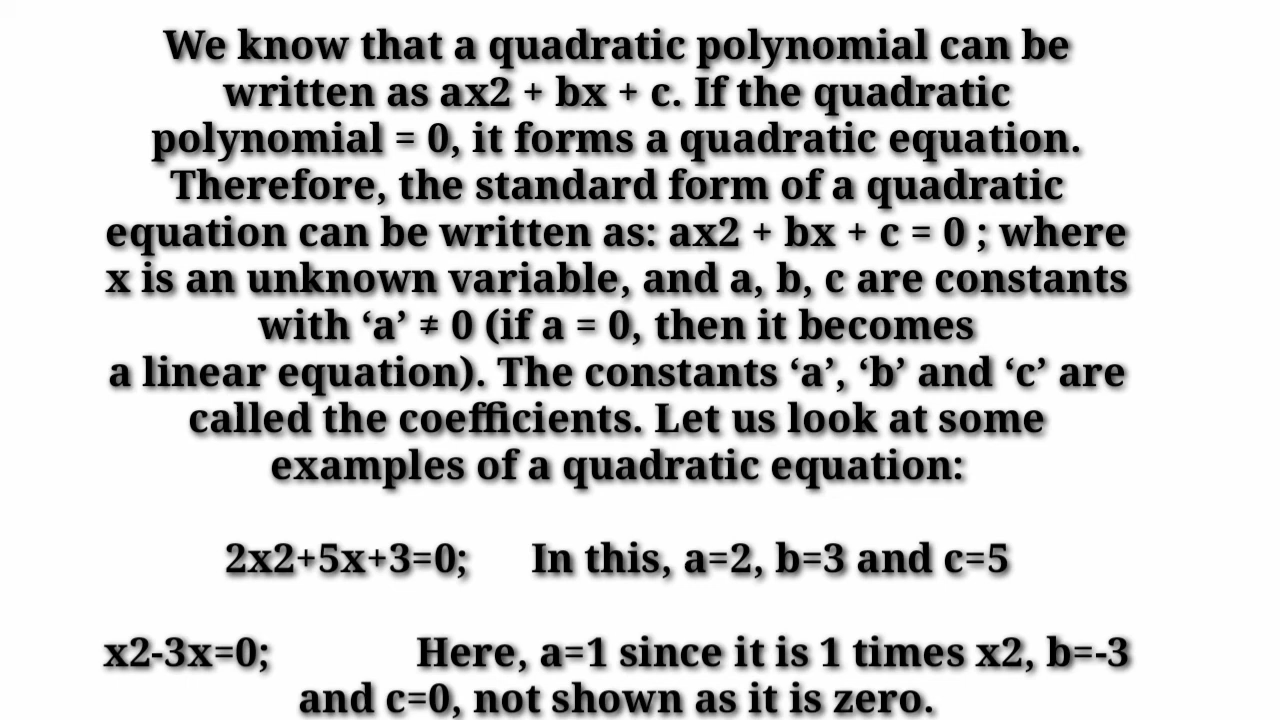 We know that a quadratic polynomial can be
written as ax2 + bx + c. If the quadratic
polynomial = 0, it forms a quadratic equation.
Therefore, the standard form of a quadratic
equation can be written as: ax2 + bx + c = 0 ; where
x is an unknown variable, and a, b, c are constants
with ‘a’ ≠ 0 (if a = 0, then it becomes
a linear equation). The constants ‘a’, ‘b’ and ‘c’ are
called the coefficients. Let us look at some
examples of a quadratic equation:
2x2+5x+3=0; In this, a=2, b=3 and c=5
x2-3x=0; Here, a=1 since it is 1 times x2, b=-3
and c=0, not shown as it is zero.